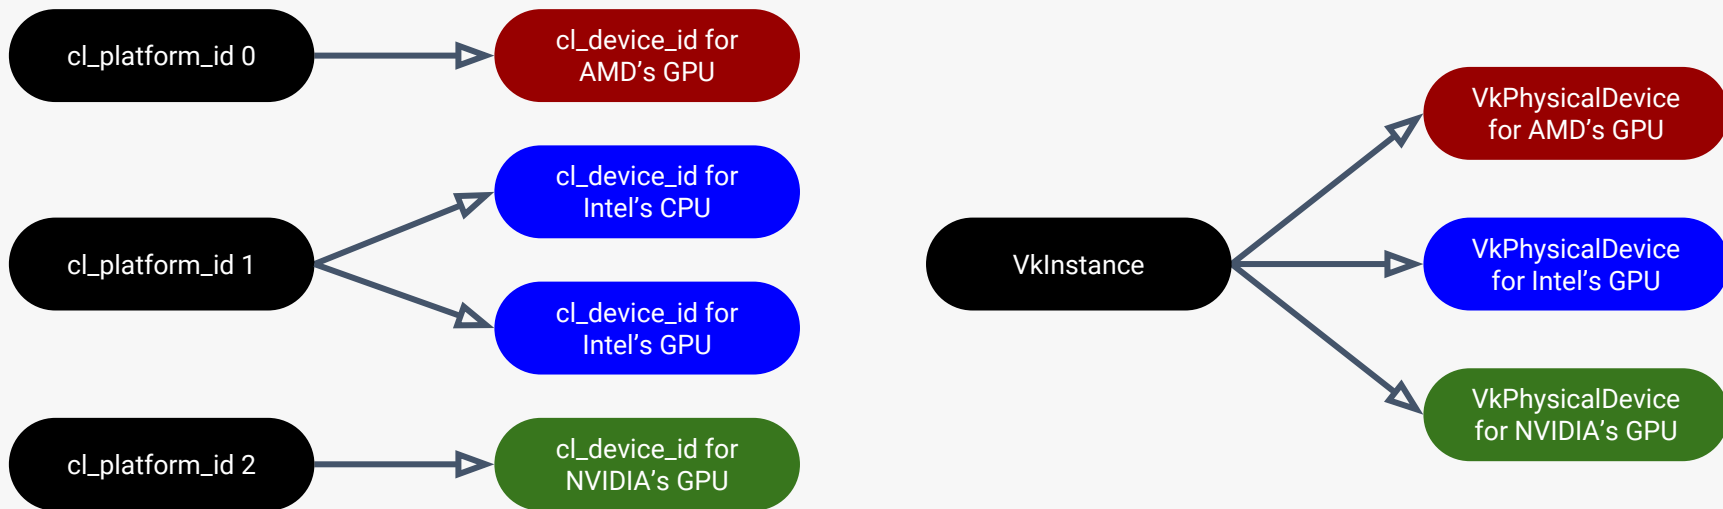 cl_platform_id 0
cl_device_id for
AMD’s GPU
cl_platform_id 1
cl_device_id for
Intel’s CPU
cl_device_id for
Intel’s GPU
cl_platform_id 2
cl_device_id for
NVIDIA’s GPU
VkInstance
VkPhysicalDevice
for AMD’s GPU
VkPhysicalDevice
for Intel’s GPU
VkPhysicalDevice
for NVIDIA’s GPU